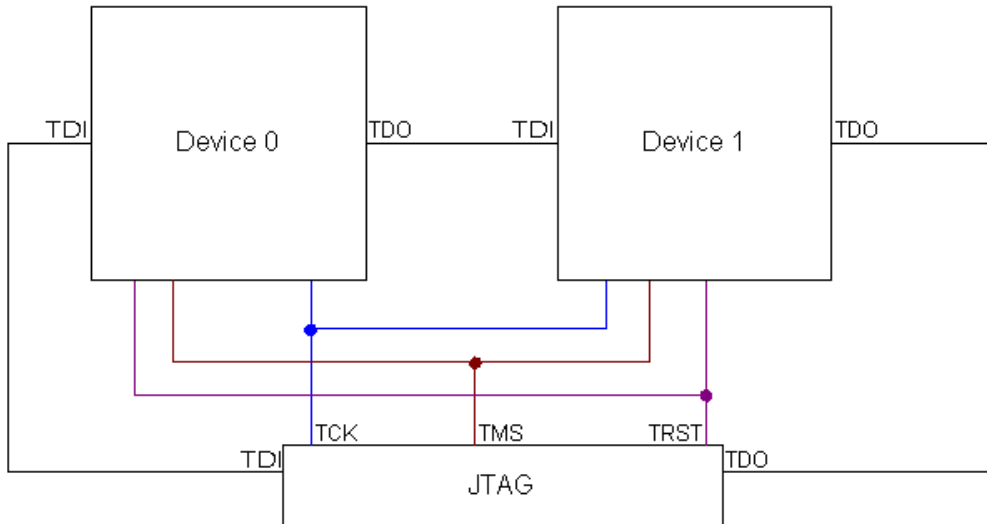 TDI Device 0 TDO TDI Device 1 TDO
TCK TMS TRST
TDI JTAG TDO